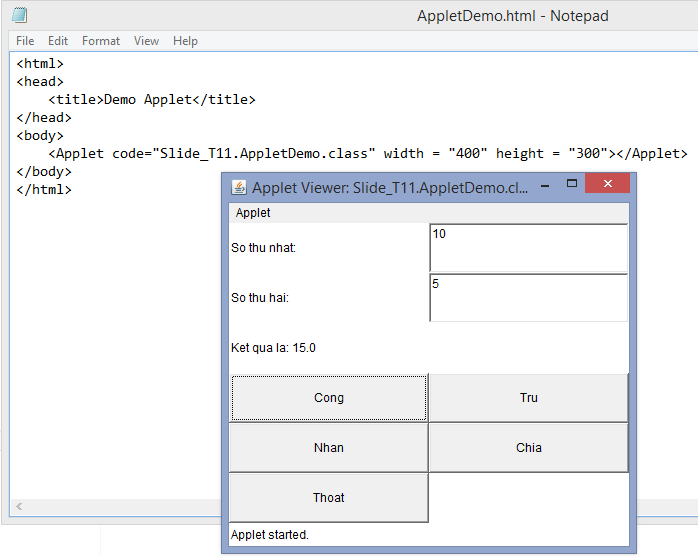 AppletDemo.html - Notepad
File Edit Format View Help
<html>
<head>
    <title>Demo Applet</title>
</head>
<body>
    <Applet code="Slide_T11.AppletDemo.class" width = "400" height = "300"></Applet>
</body>
</html>
Applet Viewer: Slide_T11.AppletDemo.cl...
Applet
So thu nhat: 10
So thu hai: 5
Ket qua la: 15.0
Cong Tru
Nhan Chia
Thoat
Applet started.